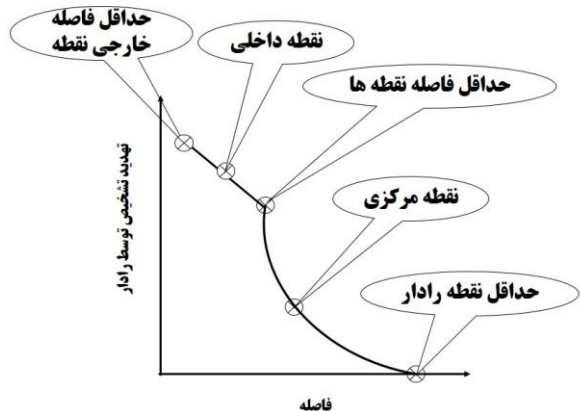 حداقل فاصله
خارجی نقطه
نقطه داخلی
حداقل فاصله نقطه ها
نقطه مرکزی
حداقل نقطه رادار
تهدید تشخیص توسط رادار
فاصله